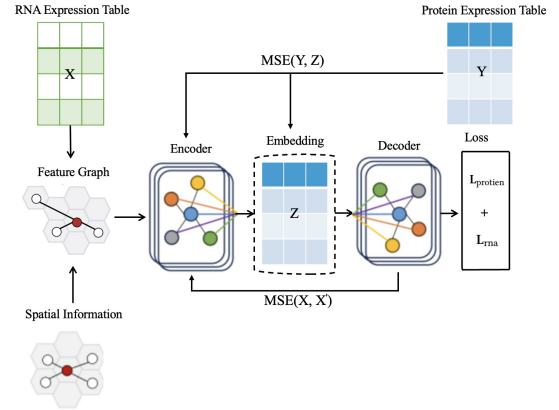 RNA Expression Table
Protein Expression Table
X
MSE(Y, Z)
Y
Loss
Encoder
Embedding
Decoder
Feature Graph
Z
Lprotien
+
Lrna
MSE(X, X')
Spatial Information